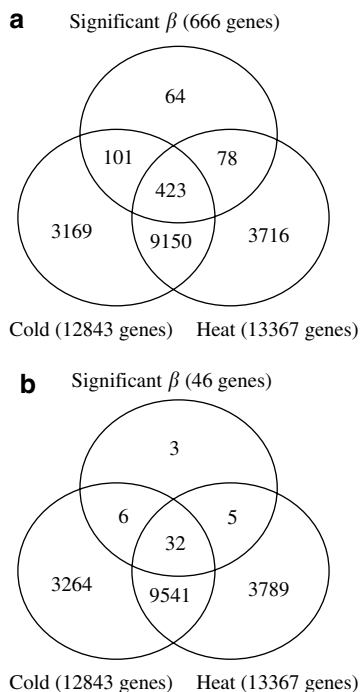 a
Significant β (666 genes)
64
101
78
423
3169
9150
3716
Cold (12843 genes)
Heat (13367 genes)
b
Significant β (46 genes)
3
6
5
32
3264
9541
3789
Cold (12843 genes)
Heat (13367 genes)